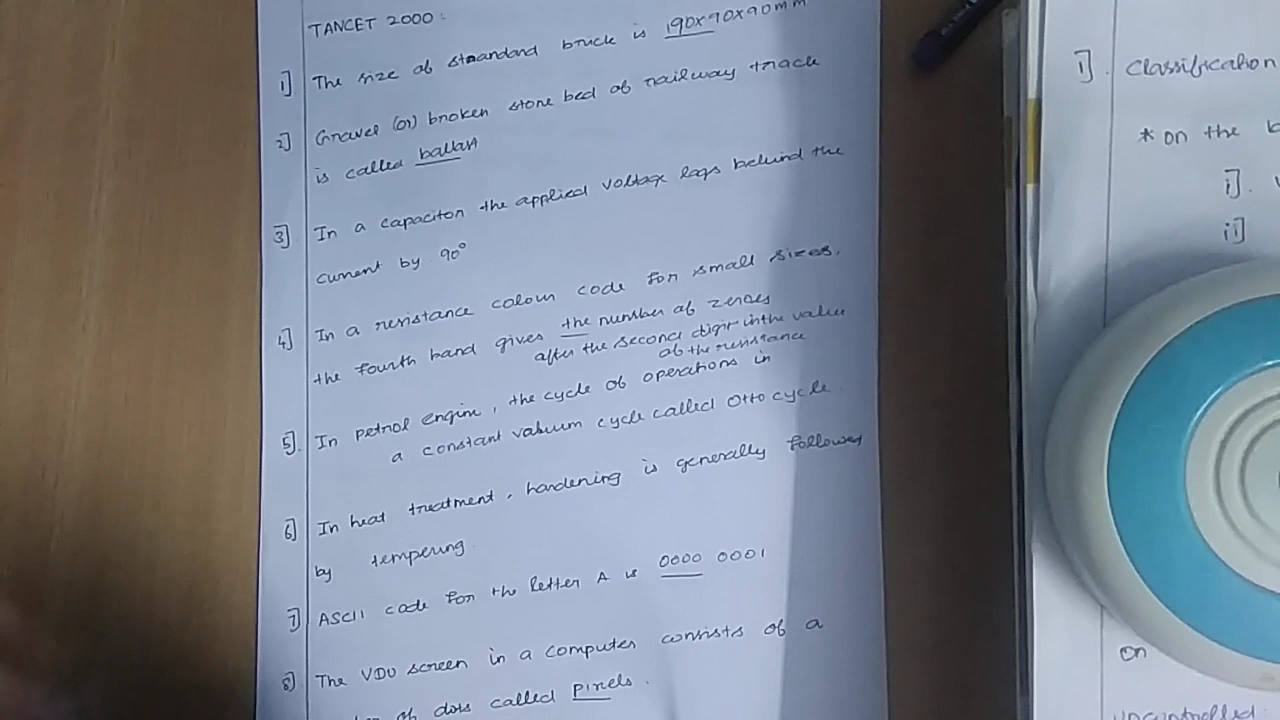 TANCET 2000:
1] The size of standard brick is 190x90x90mm
2] Gravel (or) broken stone bed of railway track
is called ballast
3] In a capacitor the applied voltage lags behind the
current by 90°
4] In a resistance colour code for small sizes,
the fourth band gives the number of zeroes
after the second digit in the value
of the resistance
5] In petrol engine, the cycle of operations in
a constant vakuum cycle called Otto cycle.
6] In heat treatment, hardening is generally followed
by tempering
7] ASCII code for the letter A is 0000 0001
8] The VDU screen in a computer consists of a
of dots called pixels.
1]. Classification
* on the
i].
ii]
on
uncontrolled: